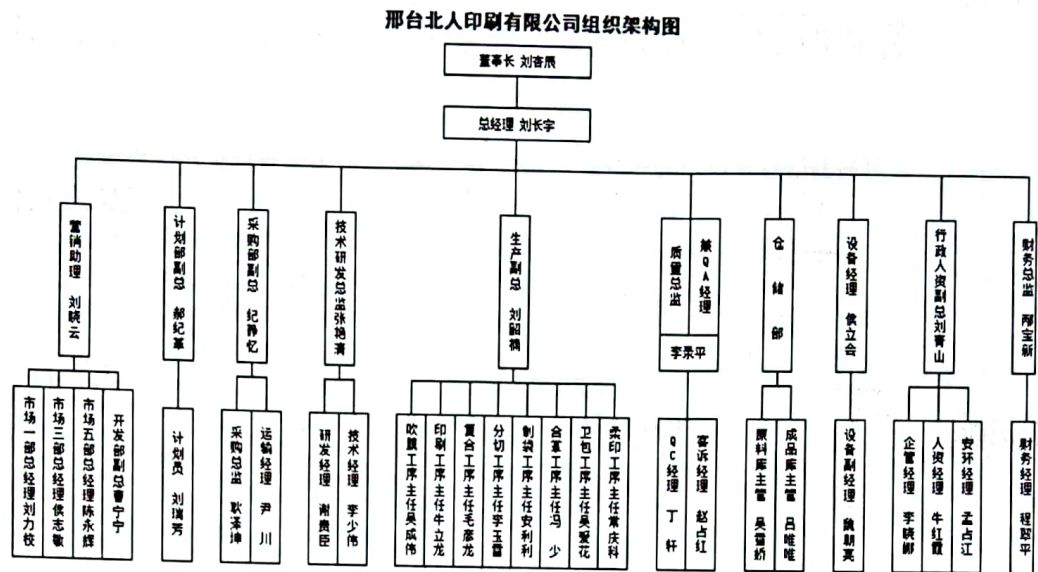 邢台北人印刷有限公司组织架构图
董事长 刘杏辰
总经理 刘长宇
营销助理 刘晓云
计划部副总 郝纪革
采购部副总 纪静忆
技术研发总监张艳清
生产副总 刘韶楠
质量总监
兼QA经理
李录平
仓储部
设备经理 侯立会
行政人资副总刘青山
财务总监 宝新
市场一部总经理刘力校
市场三部总经理侯志敏
市场五部总经理陈永辉
开发部副总曹宁宁
计划员 刘瑞芳
采购总监 耿泽坤
运输经理 尹川
研发经理 谢贵臣
技术经理 李少伟
吹膜工序主任吴成伟
印刷工序主任牛立龙
复合工序主任毛彦龙
分切工序主任李玉雷
制袋工序主任安利利
合掌工序主任冯少
卫包工序主任吴爱花
柔印工序主任常庆科
QC经理 丁杆
客诉经理 赵占红
原料库主管 吴雪娇
成品库主管 吕唯唯
设备副经理 魏朝亮
企管经理 李晓娜
人资经理 牛红霞
安环经理 孟占江
财务经理 程翠平